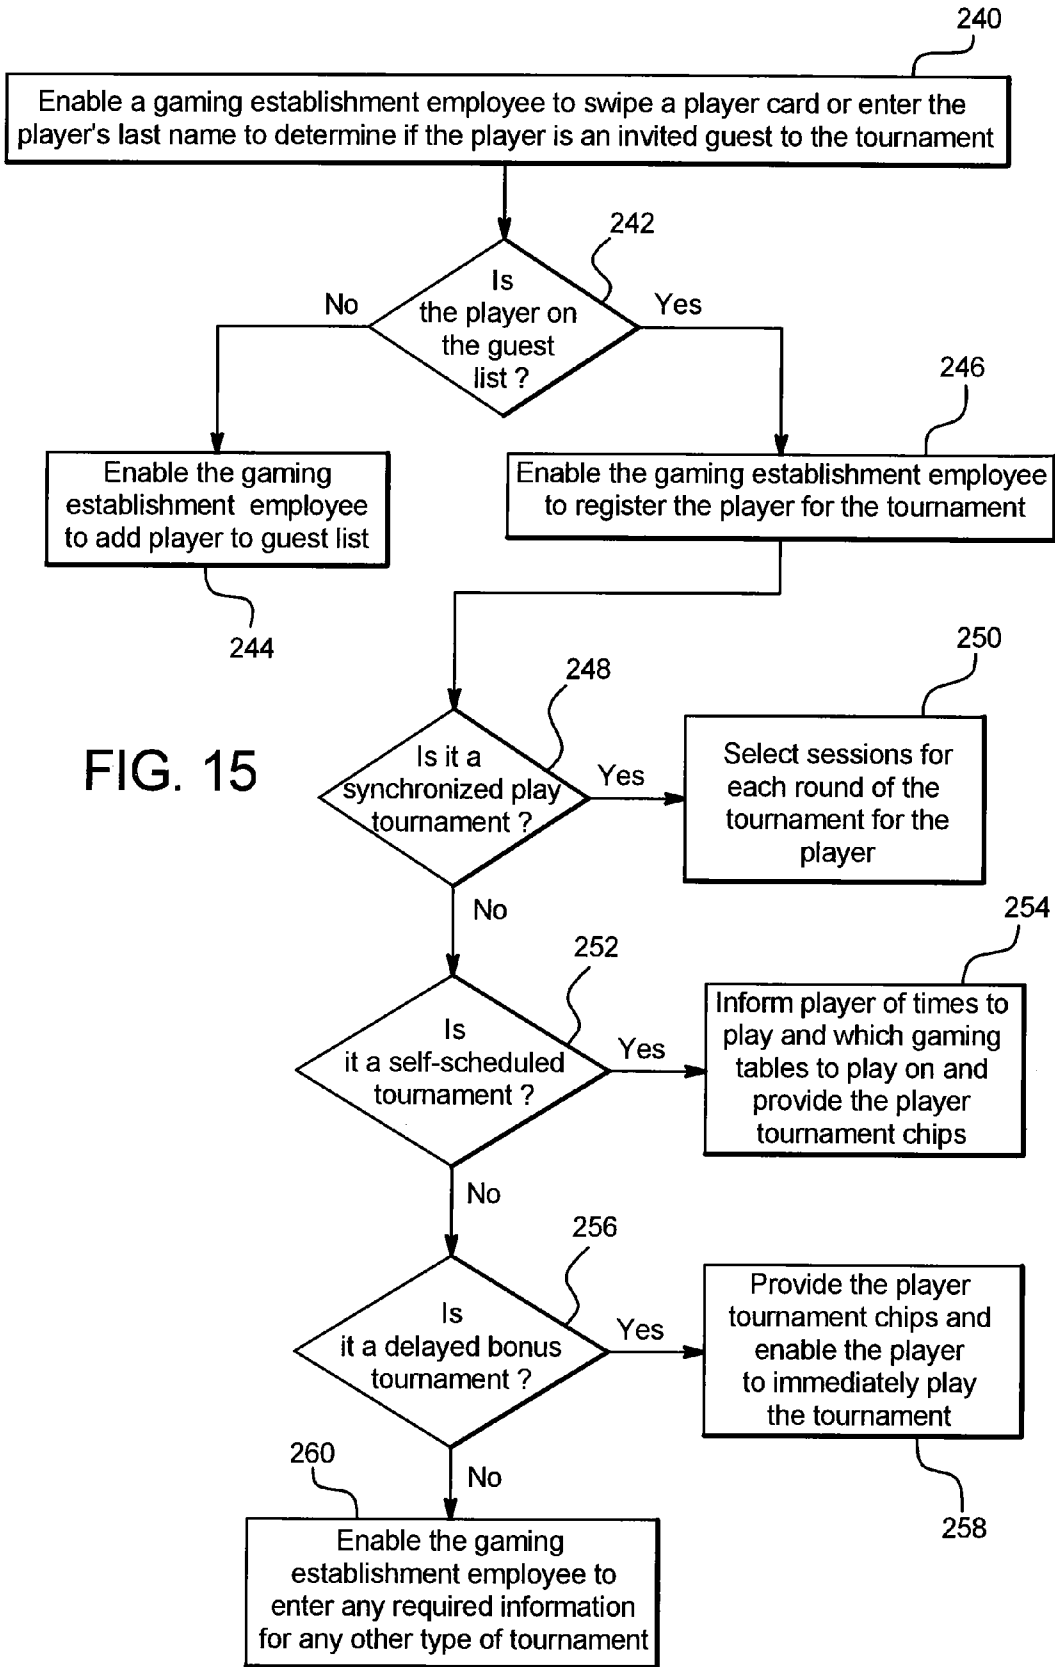 240
Enable a gaming establishment employee to swipe a player card or enter the
player's last name to determine if the player is an invited guest to the tournament
242
Is
the player on
the guest
list ?
No
Yes
246
Enable the gaming
establishment employee
to add player to guest list
244
Enable the gaming establishment employee
to register the player for the tournament
248
250
FIG. 15
Is it a
synchronized play
tournament ?
Yes
Select sessions for
each round of the
tournament for the
player
No
252
254
Is
it a self-scheduled
tournament ?
Yes
Inform player of times to
play and which gaming
tables to play on and
provide the player
tournament chips
No
256
Is
it a delayed bonus
tournament ?
Yes
Provide the player
tournament chips and
enable the player
to immediately play
the tournament
258
No
260
Enable the gaming
establishment employee to
enter any required information
for any other type of tournament